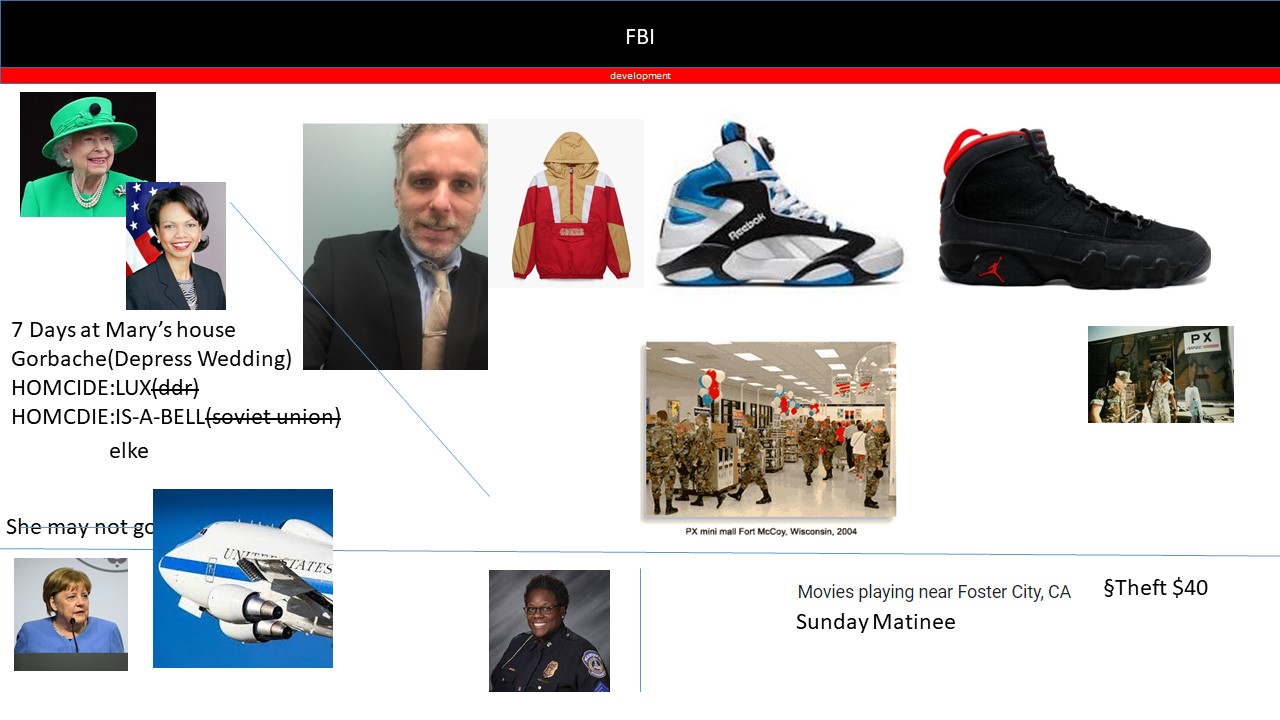 FBI
development
7 Days at Mary's house
Gorbache(Depress Wedding)
HOMCIDE:LUX(ddr)
HOMCDIE:IS-A-BELL(soviet union)
elke
She may not go
UNITED STATES
49ERS
Reebok
PX
PX mini mall Fort McCoy, Wisconsin, 2004
Movies playing near Foster City, CA
§Theft $40
Sunday Matinee